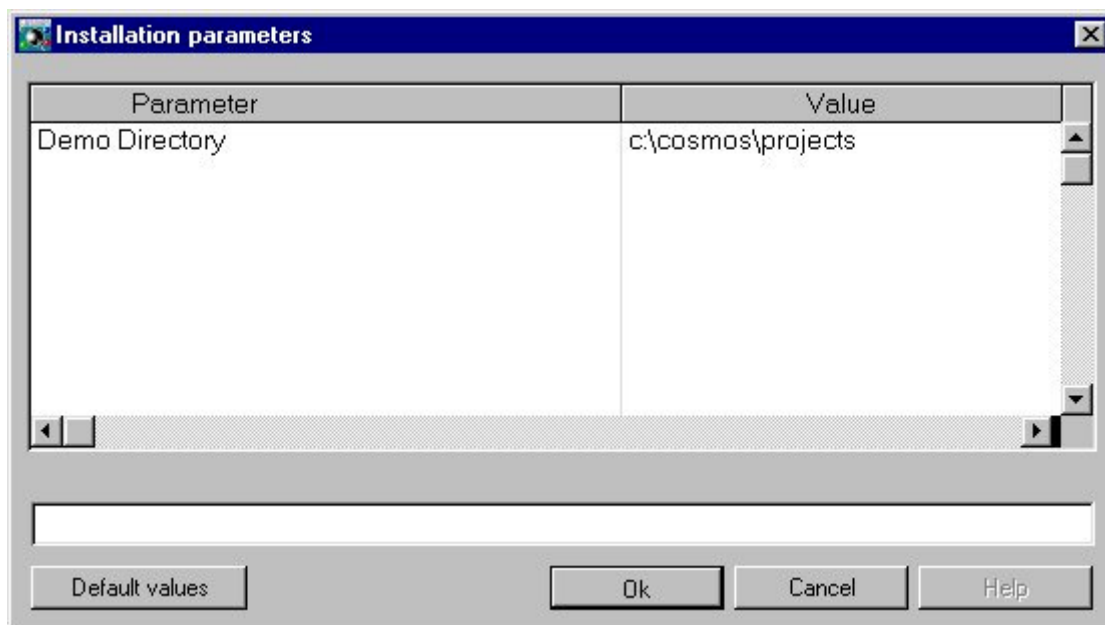 Installation parameters
Parameter Value
Demo Directory c:\cosmos\projects
Default values Ok Cancel Help